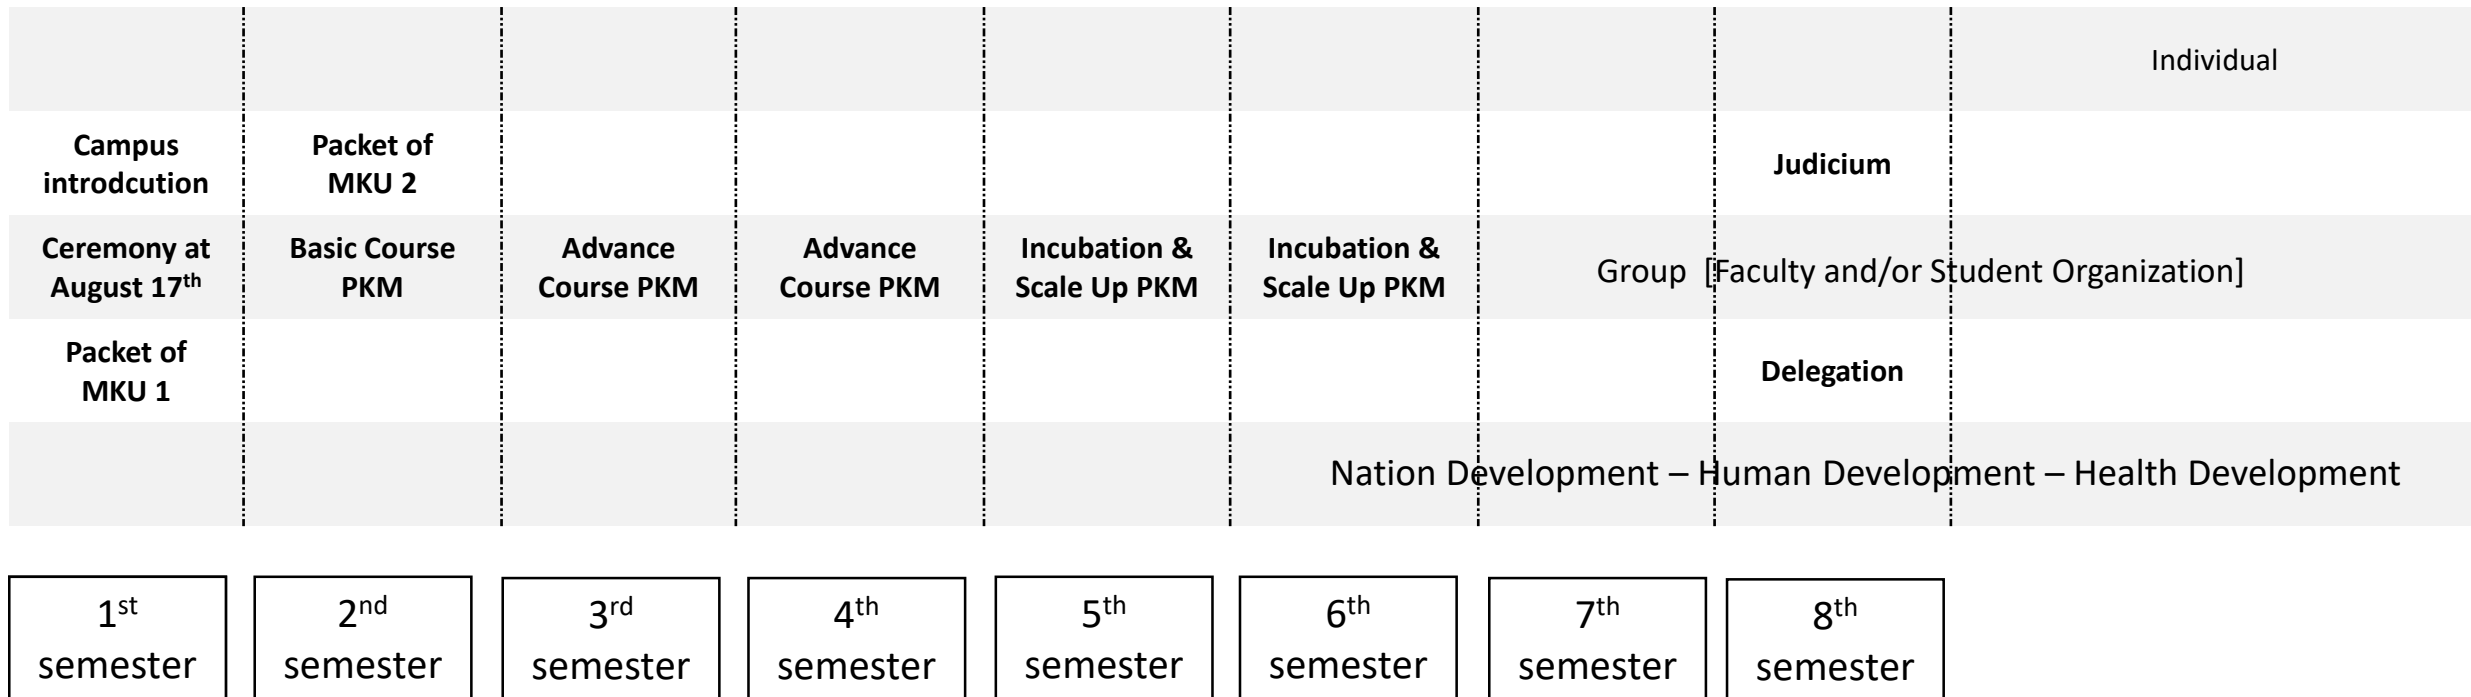 Individual
Campus
introdcution
Packet of
MKU 2
Judicium
Ceremony at
August 17th
Basic Course
PKM
Advance
Course PKM
Advance
Course PKM
Incubation &
Scale Up PKM
Incubation &
Scale Up PKM
Group [Faculty and/or Student Organization]
Packet of
MKU 1
Delegation
Nation Development – Human Development – Health Development
1st
semester
2nd
semester
3rd
semester
4th
semester
5th
semester
6th
semester
7th
semester
8th
semester